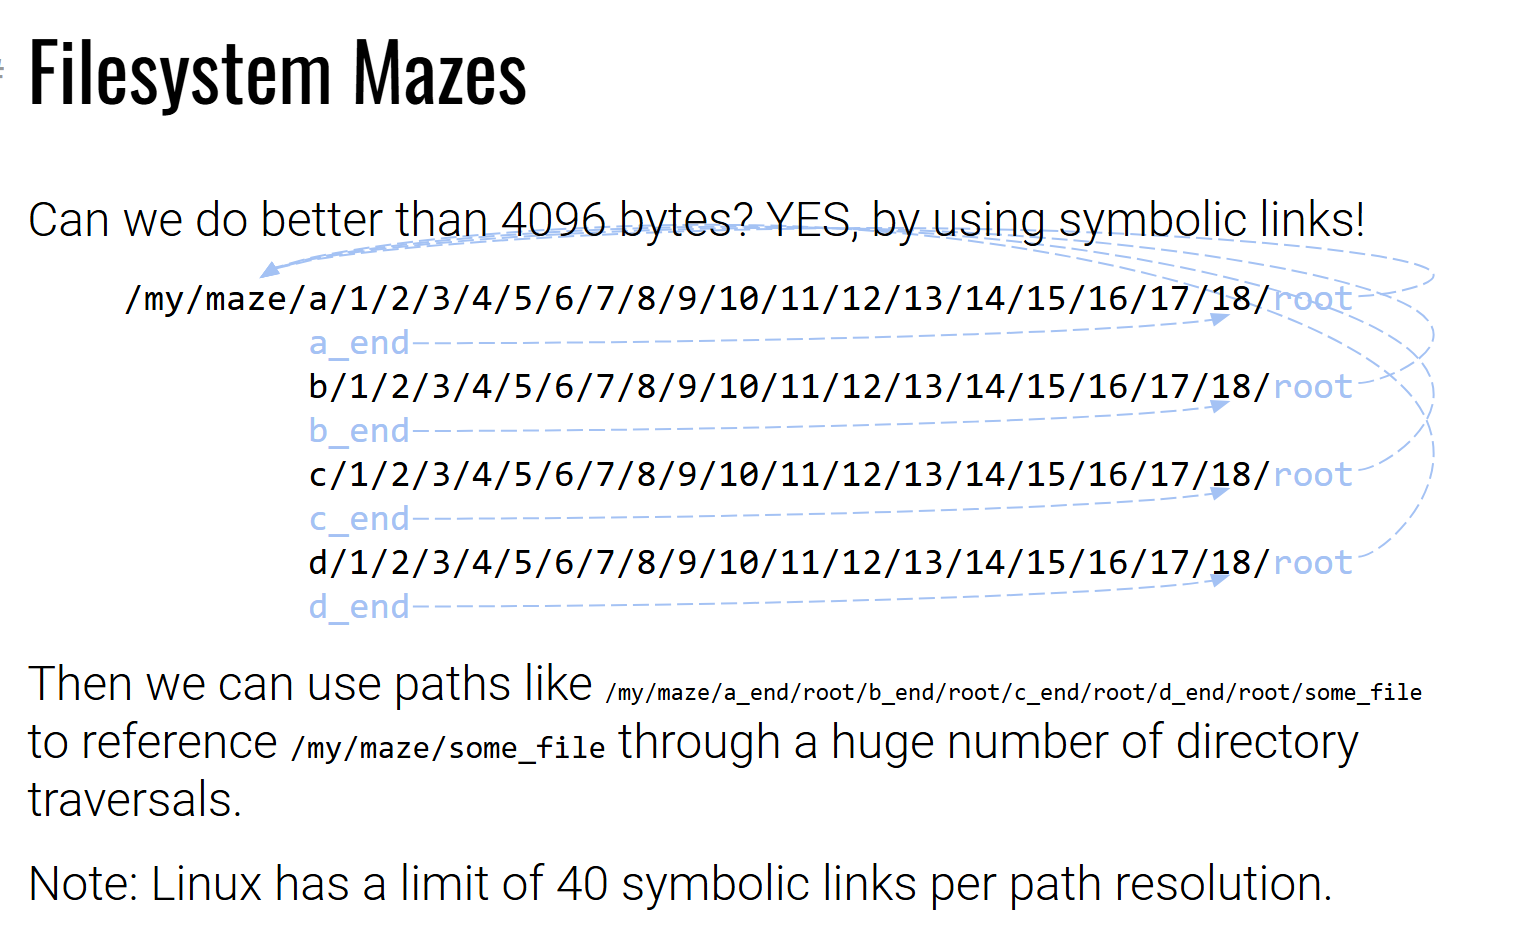 Filesystem Mazes
Can we do better than 4096 bytes? YES, by using symbolic links!
/my/maze/a/1/2/3/4/5/6/7/8/9/10/11/12/13/14/15/16/17/18/root
a_end
b/1/2/3/4/5/6/7/8/9/10/11/12/13/14/15/16/17/18/root
b_end
c/1/2/3/4/5/6/7/8/9/10/11/12/13/14/15/16/17/18/root
c_end
d/1/2/3/4/5/6/7/8/9/10/11/12/13/14/15/16/17/18/root
d_end
Then we can use paths like /my/maze/a_end/root/b_end/root/c_end/root/d_end/root/some_file
to reference /my/maze/some_file through a huge number of directory
traversals.
Note: Linux has a limit of 40 symbolic links per path resolution.